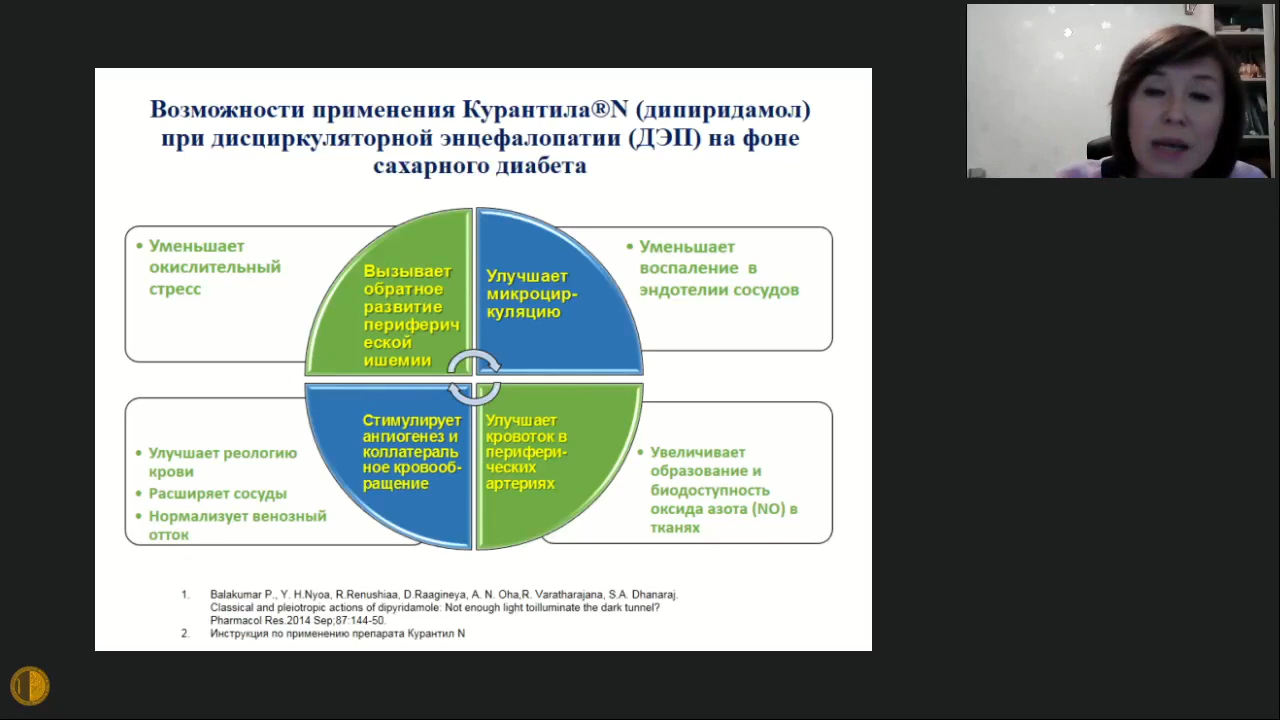 Возможности применения Курантила®N (дипиридамол)
при дисциркуляторной энцефалопатии (ДЭП) на фоне
сахарного диабета
• Уменьшает
окислительный
стресс
Вызывает
обратное
развитие
перифери­ч
еской
ишемии
Улучшает
микроцир-
куляцию
• Уменьшает
воспаление в
эндотелии сосудов
• Улучшает реологию
крови
• Расширяет сосуды
• Нормализует венозный
отток
Стимулирует
ангиогенез и
коллатераль
ное кровооб-
ращение
Улучшает
кровоток в
перифери-
ческих
артериях
• Увеличивает
образование и
биодоступность
оксида азота (NO) в
тканях
1. Balakumar P., Y. H.Nyoa, R.Renushiaa, D.Raagineya, A. N. Oha,R. Varatharajana, S.A. Dhanaraj.
Classical and pleiotropic actions of dipyridamole: Not enough light toilluminate the dark tunnel?
Pharmacol Res.2014 Sep;87:144-50.
2. Инструкция по применению препарата Курантил N